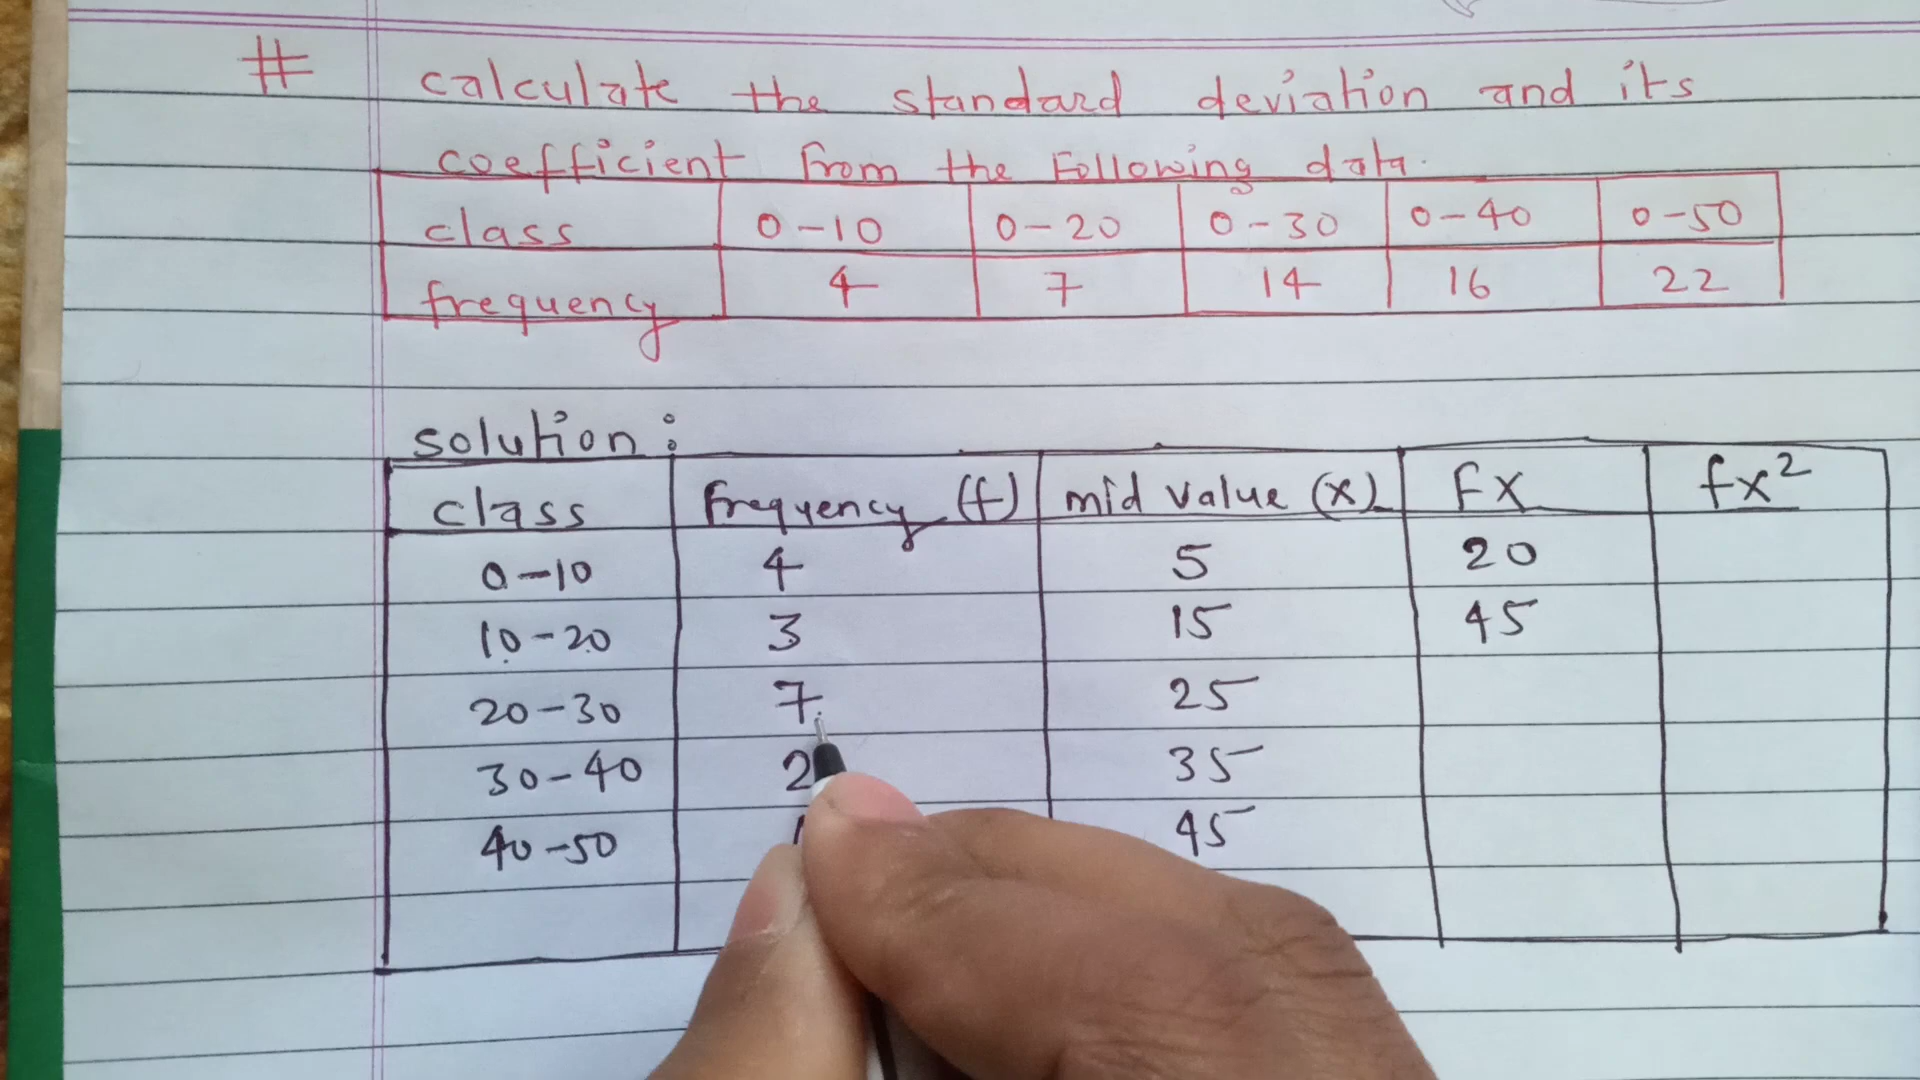 # calculate the standard deviation and its
coefficient from the following data.
class 0-10 0-20 0-30 0-40 0-50
frequency 4 7 14 16 22
solution:
class frequency (f) mid value (x) fx fx²
0-10 4 5 20
10-20 3 15 45
20-30 7 25
30-40 2 35
40-50 45